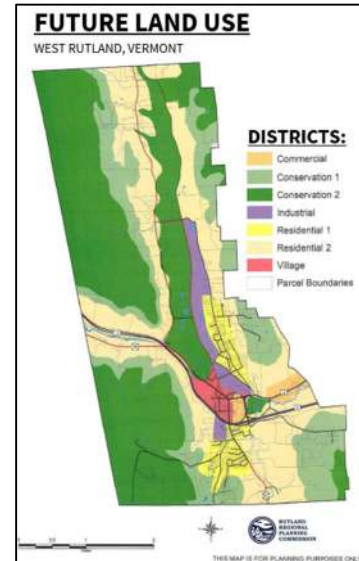 FUTURE LAND USE
WEST RUTLAND, VERMONT
DISTRICTS:
Commercial
Conservation 1
Conservation 2
Industrial
Residential 1
Residential 2
Village
Parcel Boundaries
RUTLAND
REGIONAL
PLANNING
COMMISSION
THIS MAP IS FOR PLANNING PURPOSES ONLY